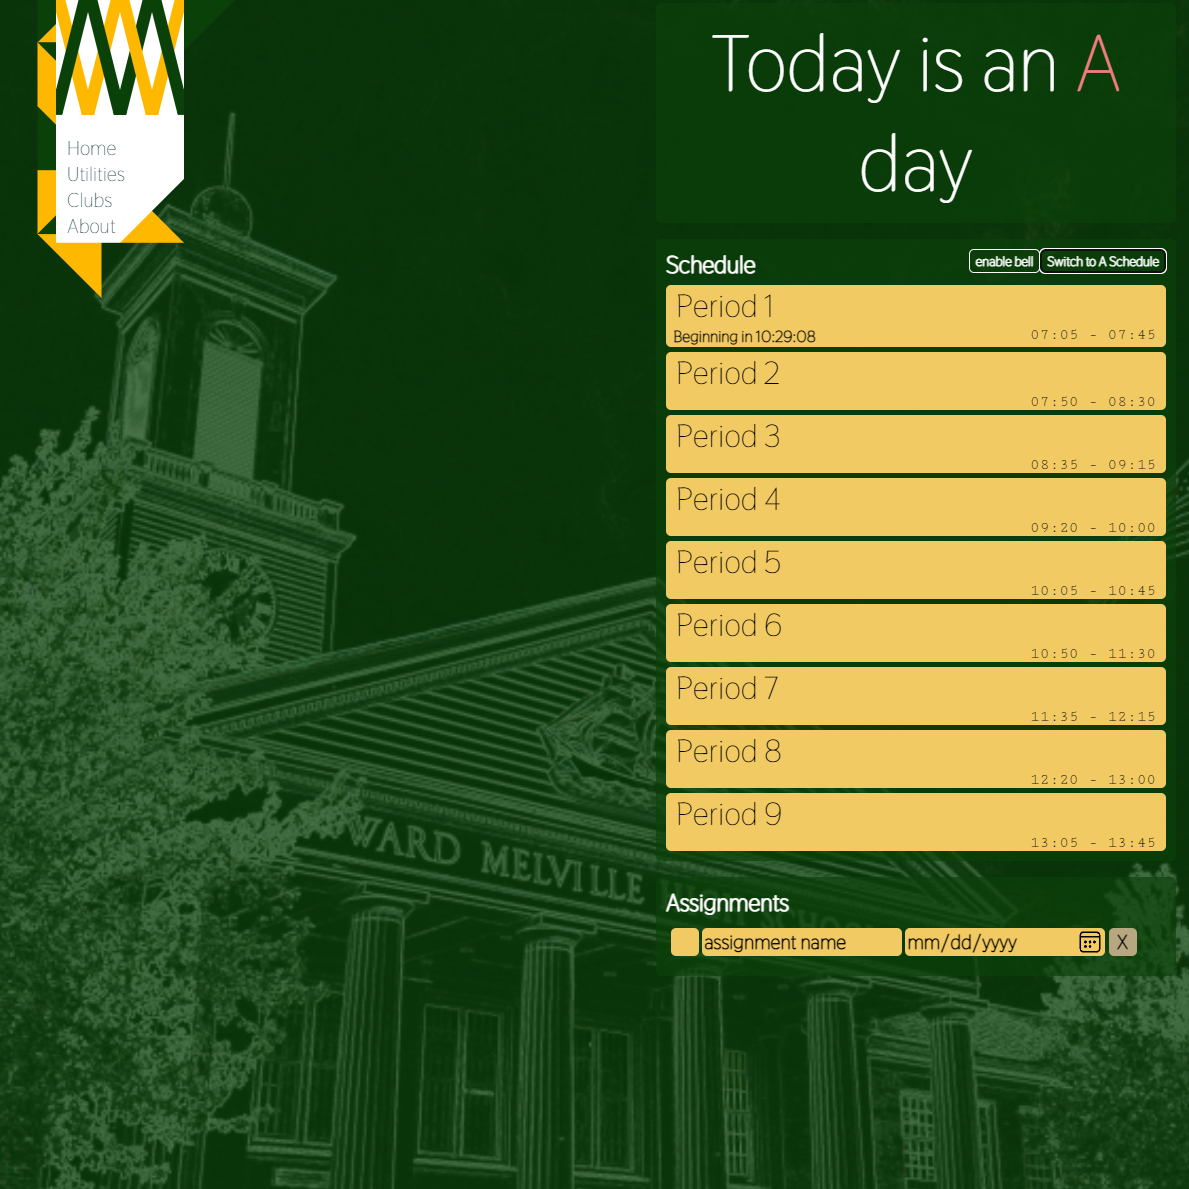 Home
Utilities
Clubs
About
Today is an A
day
Schedule
enable bell
Switch to A Schedule
Period 1
Beginning in 10:29:08
07:05 - 07:45
Period 2
07:50 - 08:30
Period 3
08:35 - 09:15
Period 4
09:20 - 10:00
Period 5
10:05 - 10:45
Period 6
10:50 - 11:30
Period 7
11:35 - 12:15
Period 8
12:20 - 13:00
Period 9
13:05 - 13:45
WARD MELVILLE
Assignments
assignment name
mm/dd/yyyy
X